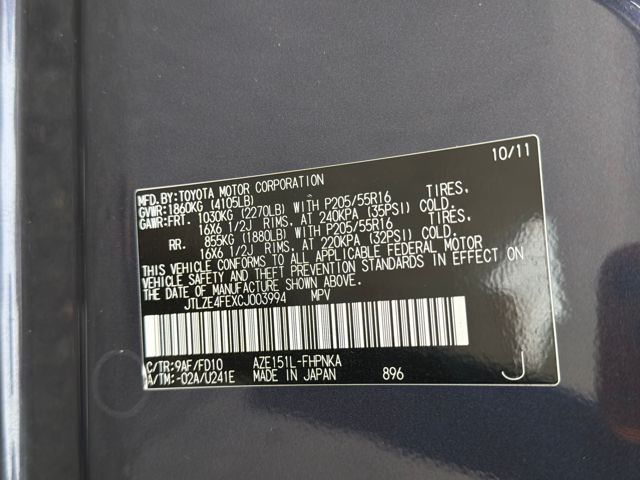 MFD.BY:TOYOTA MOTOR CORPORATION 10/11
GVWR:1860KG (4105LB)
GAWR:FRT. 1030KG (2270LB) WITH P205/55R16 TIRES,
16X6 1/2J RIMS, AT 240KPA (35PSI) COLD.
RR. 855KG (1880LB) WITH P205/55R16 TIRES,
16X6 1/2J RIMS, AT 220KPA (32PSI) COLD.
THIS VEHICLE CONFORMS TO ALL APPLICABLE FEDERAL MOTOR
VEHICLE SAFETY AND THEFT PREVENTION STANDARDS IN EFFECT ON
THE DATE OF MANUFACTURE SHOWN ABOVE.
JTLZE4FEXCJ003994 MPV
C/TR:9AF/FD10 AZE151L-FHPNKA
A/TM:-02A/U241E MADE IN JAPAN 896 J